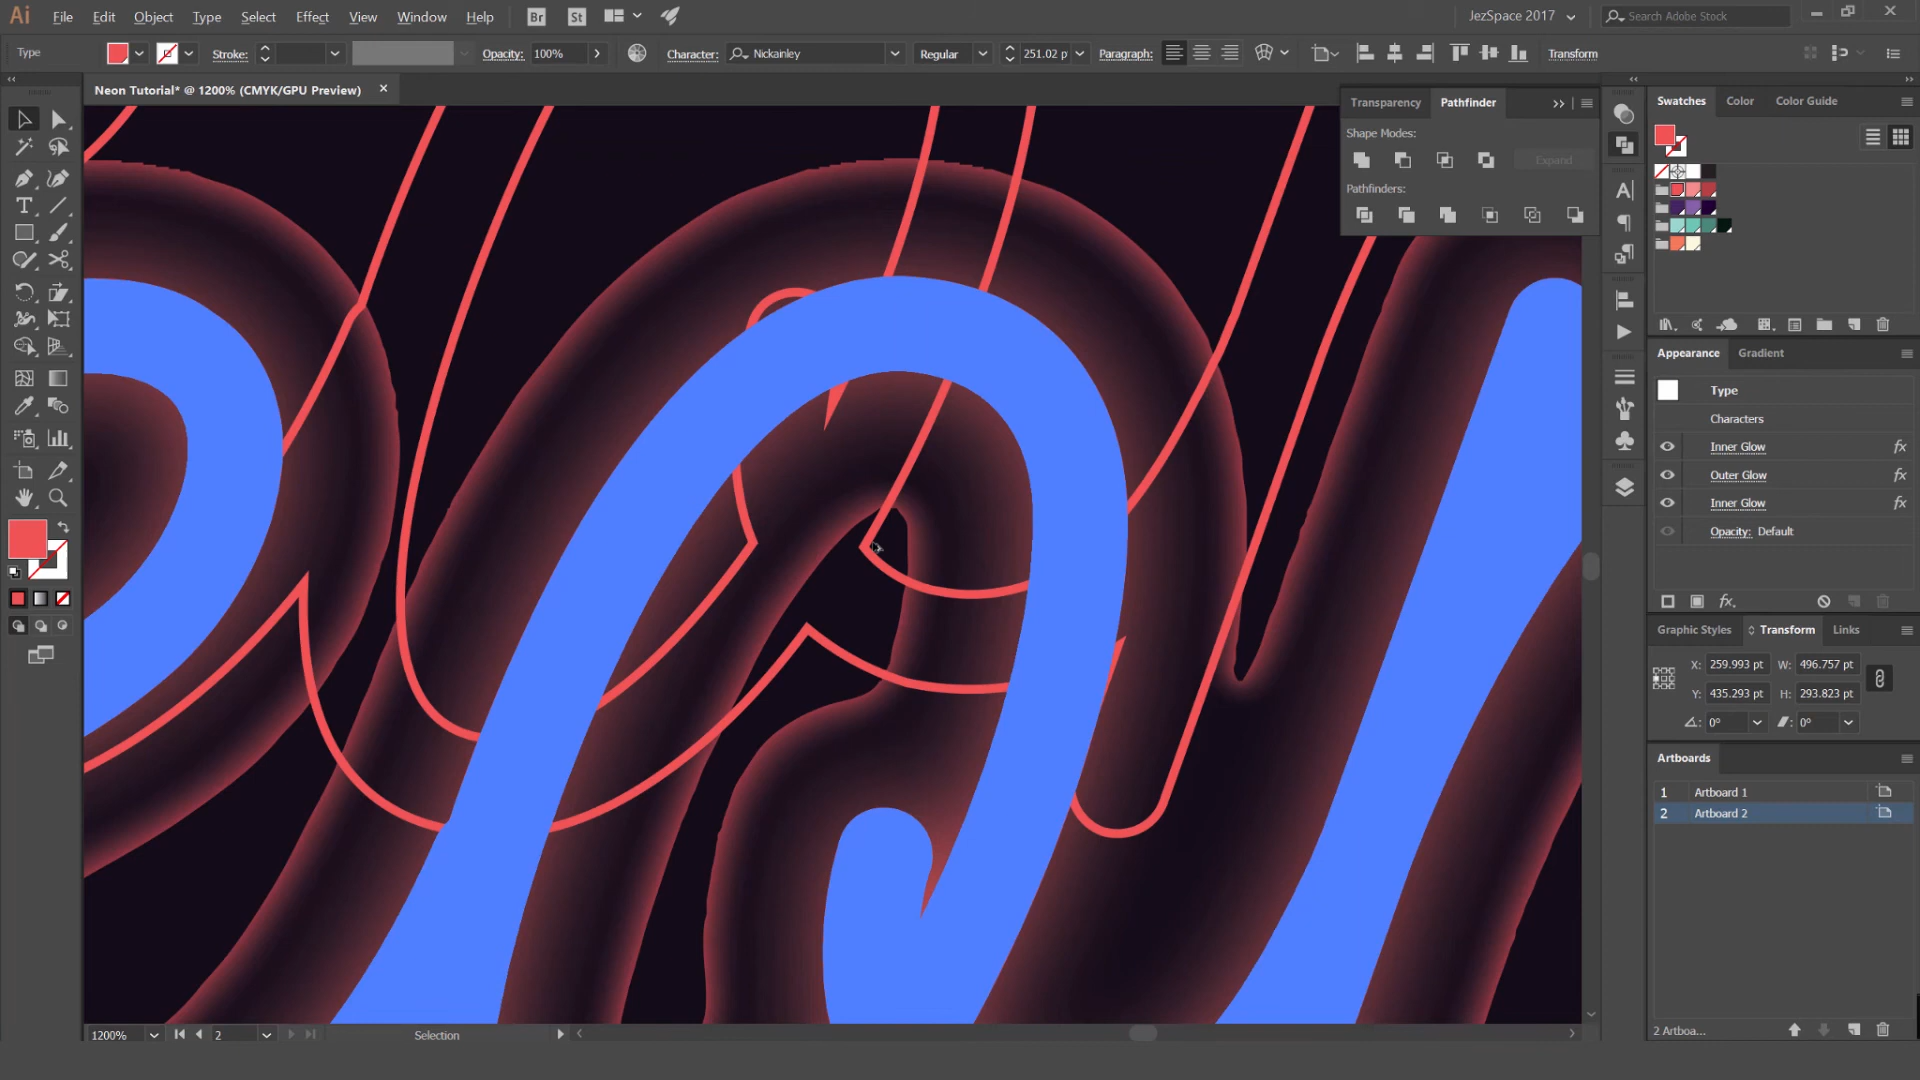 Ai File Edit Object Type Select Effect View Window Help Br St JezSpace 2017 Search Adobe Stock
Type Stroke: Opacity: 100% Character: Nickainley Regular 251.02 p Paragraph: Transform
Neon Tutorial* @ 1200% (CMYK/GPU Preview)
Transparency Pathfinder
Shape Modes:
Expand
Pathfinders:
Swatches Color Color Guide
Appearance Gradient
Type
Characters
Inner Glow fx
Outer Glow fx
Inner Glow fx
Opacity: Default
fx.
Graphic Styles Transform Links
X: 259.993 pt W: 496.757 pt
Y: 435.293 pt H: 293.823 pt
0° 0°
Artboards
1 Artboard 1
2 Artboard 2
2 Artboa...
1200% 2 Selection